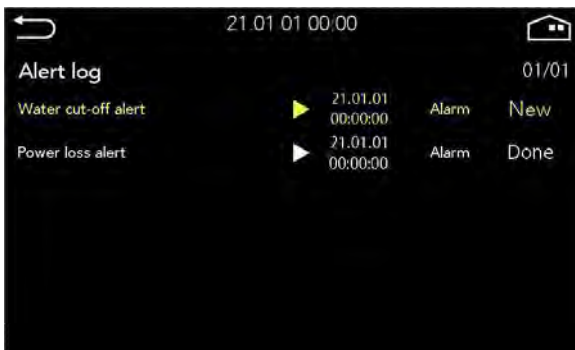 21.01 01 00:00
Alert log 01/01
Water cut-off alert 21.01.01 00:00:00 Alarm New
Power loss alert 21.01.01 00:00:00 Alarm Done